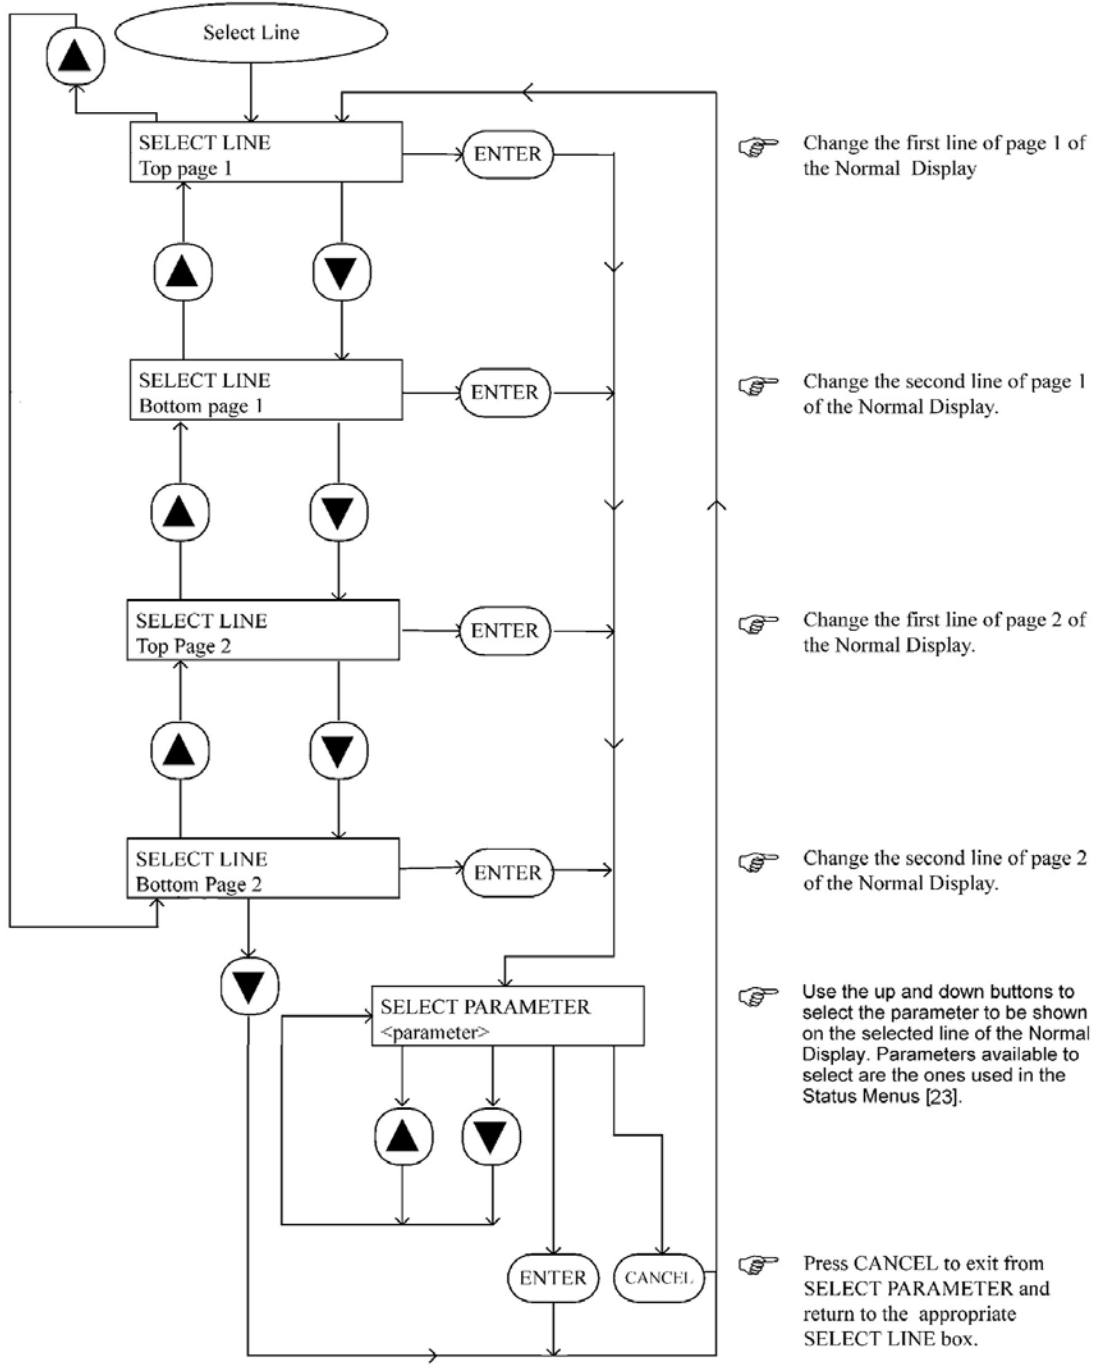 Select Line
SELECT LINE
Top page 1
ENTER
Change the first line of page 1 of
the Normal Display
SELECT LINE
Bottom page 1
ENTER
Change the second line of page 1
of the Normal Display.
SELECT LINE
Top Page 2
ENTER
Change the first line of page 2 of
the Normal Display.
SELECT LINE
Bottom Page 2
ENTER
Change the second line of page 2
of the Normal Display.
SELECT PARAMETER
<parameter>
Use the up and down buttons to
select the parameter to be shown
on the selected line of the Normal
Display. Parameters available to
select are the ones used in the
Status Menus [23].
ENTER
CANCEL
Press CANCEL to exit from
SELECT PARAMETER and
return to the appropriate
SELECT LINE box.